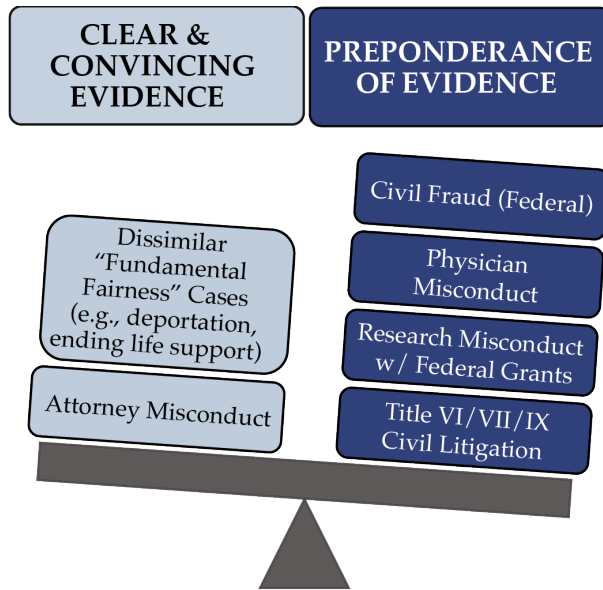 CLEAR &
CONVINCING
EVIDENCE
PREPONDERANCE
OF EVIDENCE
Dissimilar
“Fundamental
Fairness” Cases
(e.g., deportation,
ending life support)
Attorney Misconduct
Civil Fraud (Federal)
Physician
Misconduct
Research Misconduct
w/ Federal Grants
Title VI/VII/IX
Civil Litigation